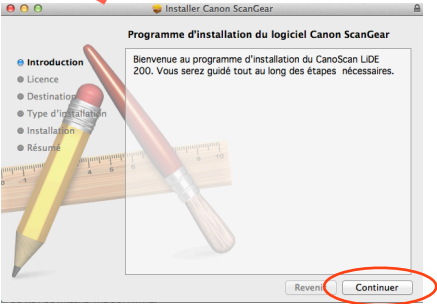 Installer Canon ScanGear
Programme d'installation du logiciel Canon ScanGear
Introduction
Licence
Destination
Type d'installation
Installation
Résumé
Bienvenue au programme d'installation du CanoScan LiDE
200. Vous serez guidé tout au long des étapes nécessaires.
Revenir
Continuer